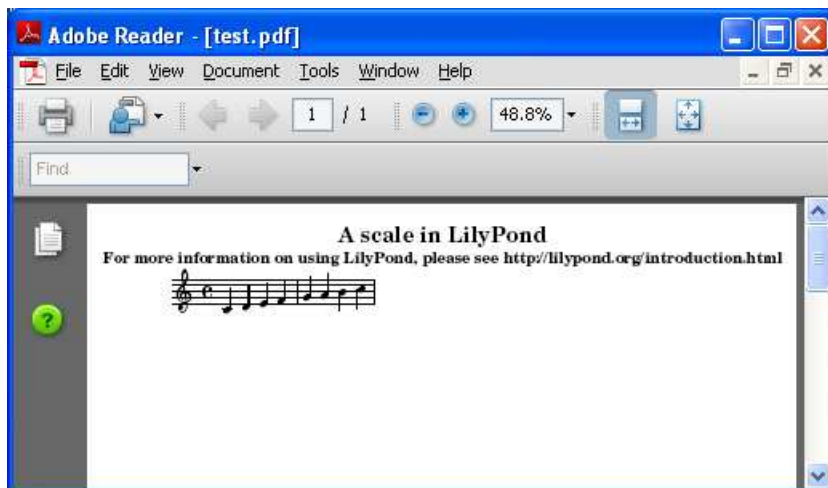 Adobe Reader - [test.pdf]
File Edit View Document Tools Window Help
1 / 1 48.8%
Find
A scale in LilyPond
For more information on using LilyPond, please see http://lilypond.org/introduction.html